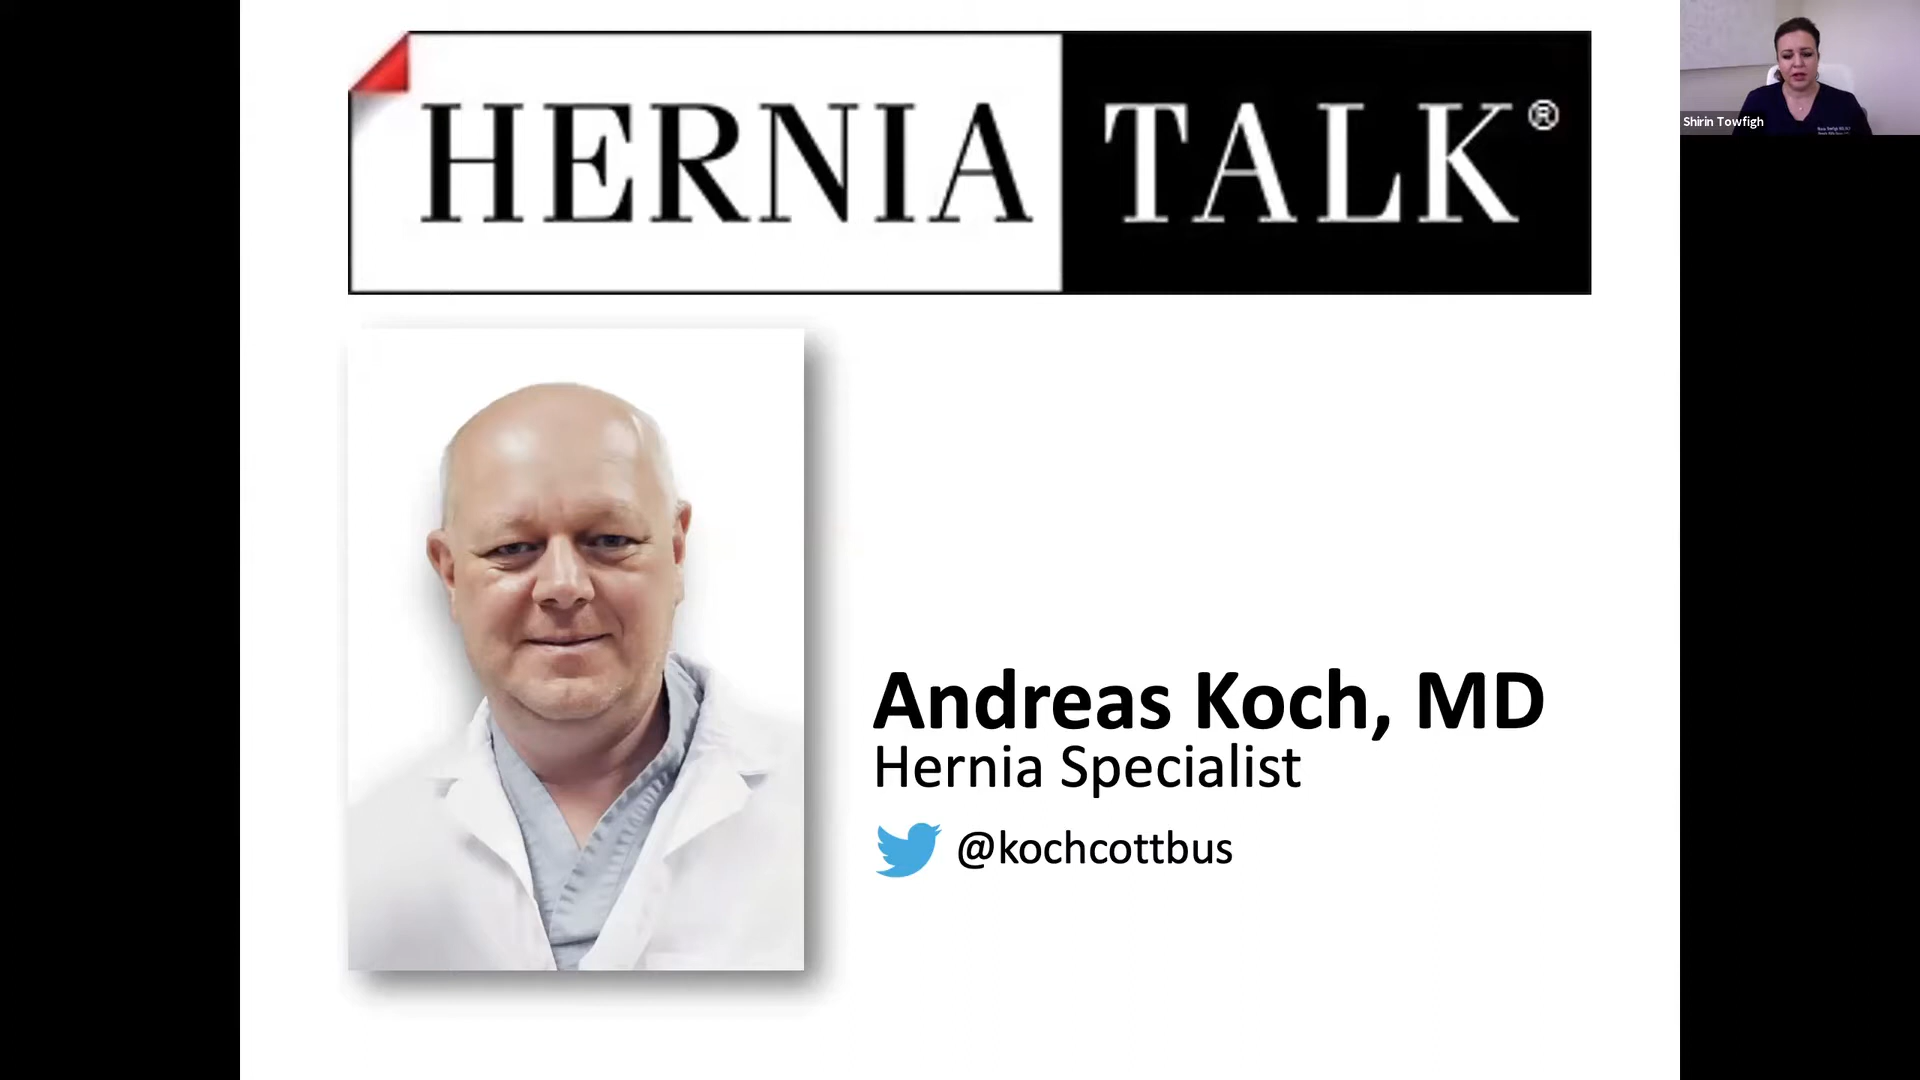 HERNIA TALK®
Shirin Towfigh
Andreas Koch, MD
Hernia Specialist
@kochcottbus